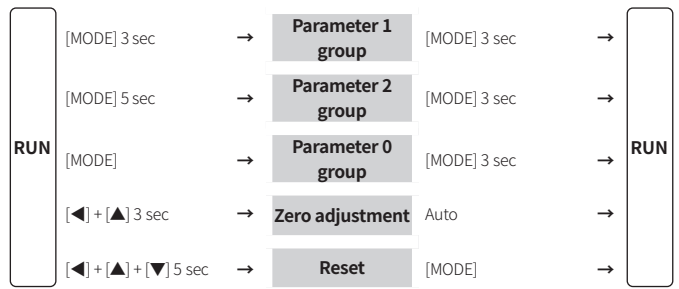 [MODE] 3 sec → Parameter 1 group [MODE] 3 sec →
[MODE] 5 sec → Parameter 2 group [MODE] 3 sec →
RUN [MODE] → Parameter 0 group [MODE] 3 sec → RUN
[◀] + [▲] 3 sec → Zero adjustment Auto →
[◀] + [▲] + [▼] 5 sec → Reset [MODE] →